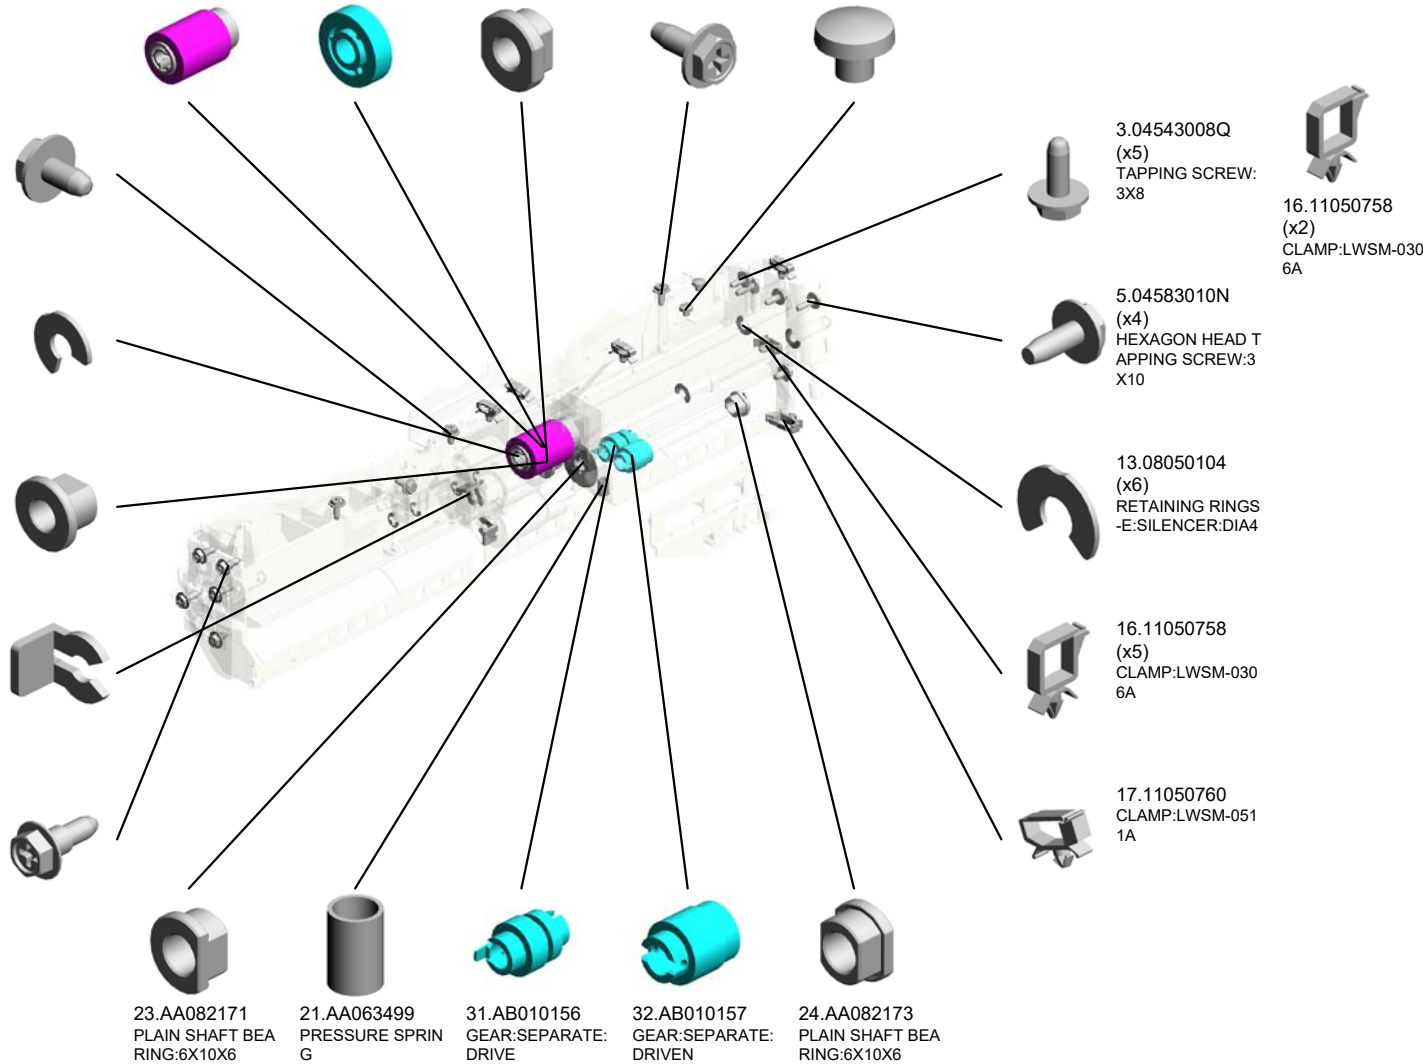 3.04543008Q
(x5)
TAPPING SCREW:
3X8
16.11050758
(x2)
CLAMP:LWSM-030
6A
5.04583010N
(x4)
HEXAGON HEAD T
APPING SCREW:3
X10
13.08050104
(x6)
RETAINING RINGS
-E:SILENCER:DIA4
16.11050758
(x5)
CLAMP:LWSM-030
6A
17.11050760
CLAMP:LWSM-051
1A
23.AA082171
PLAIN SHAFT BEA
RING:6X10X6
21.AA063499
PRESSURE SPRIN
G
31.AB010156
GEAR:SEPARATE:
DRIVE
32.AB010157
GEAR:SEPARATE:
DRIVEN
24.AA082173
PLAIN SHAFT BEA
RING:6X10X6